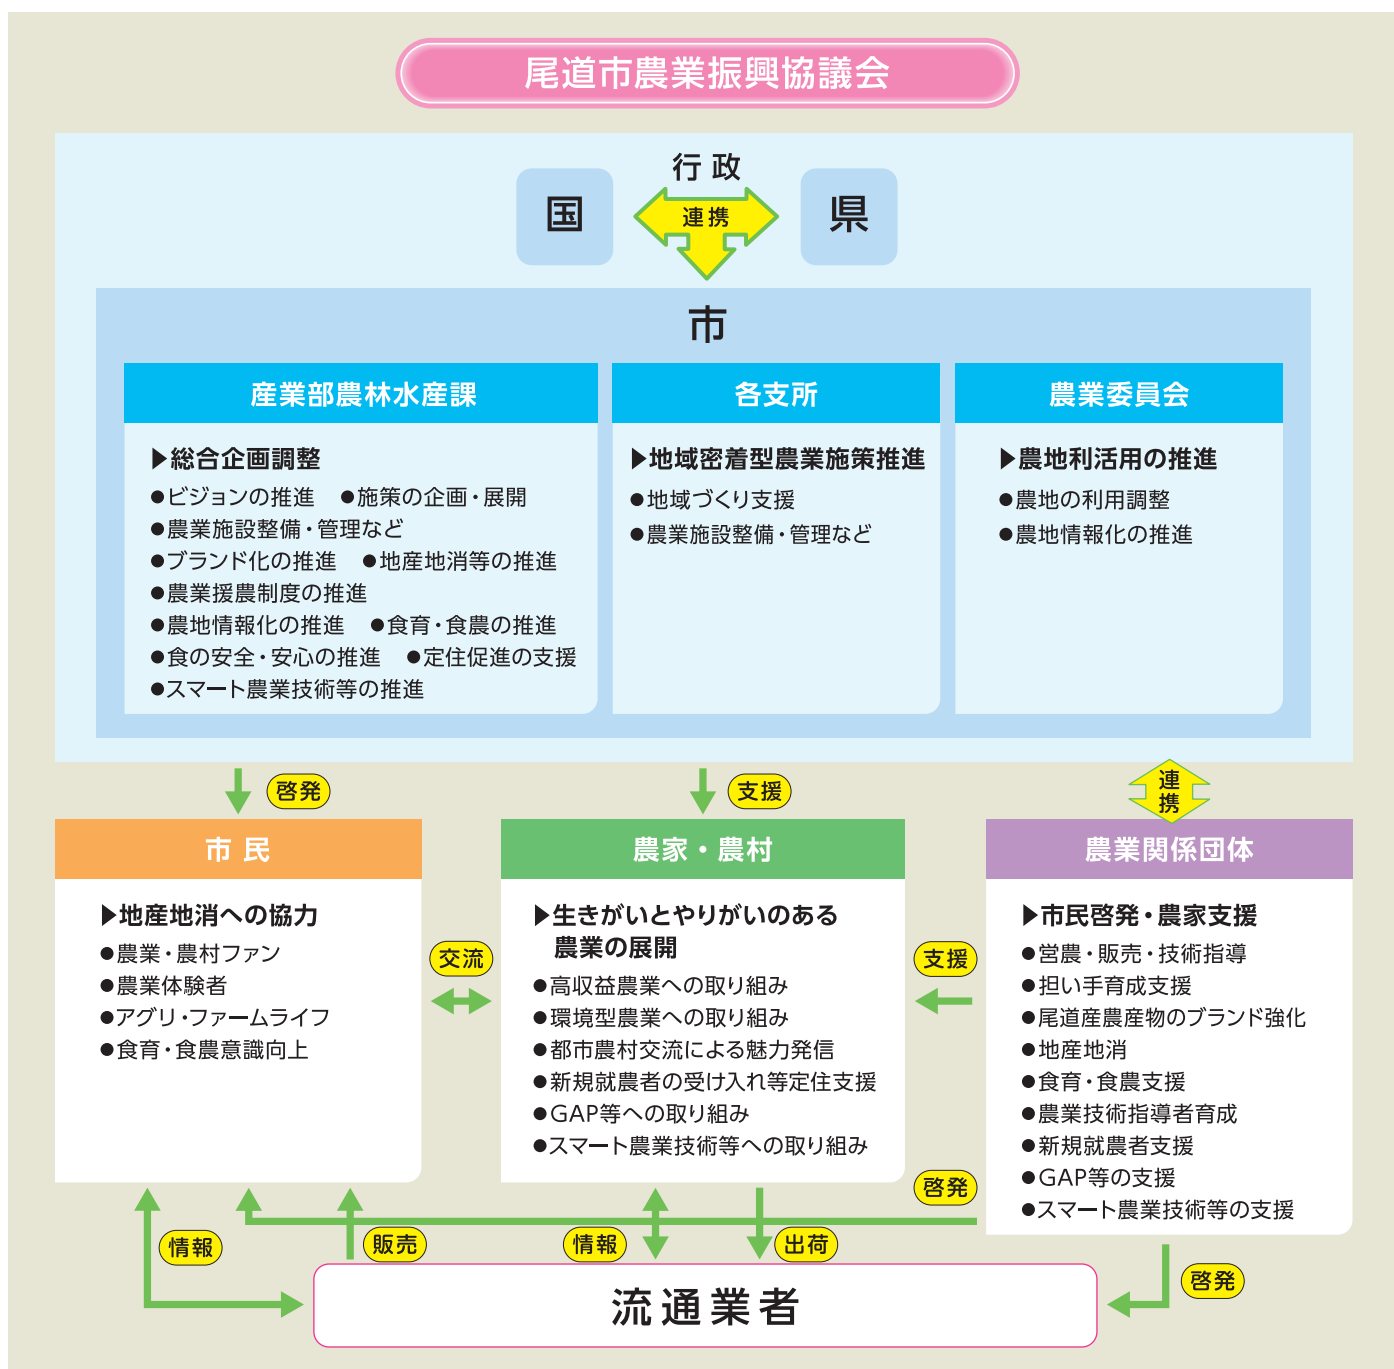 尾道市農業振興協議会
行政
国
連携
県
市
産業部農林水産課
▶総合企画調整
●ビジョンの推進 ●施策の企画・展開
●農業施設整備・管理など
●ブランド化の推進 ●地産地消等の推進
●農業援農制度の推進
●農地情報化の推進 ●食育・食農の推進
●食の安全・安心の推進 ●定住促進の支援
●スマート農業技術等の推進
各支所
▶地域密着型農業施策推進
●地域づくり支援
●農業施設整備・管理など
農業委員会
▶農地利活用の推進
●農地の利用調整
●農地情報化の推進
啓発
支援
連
携
市民
▶地産地消への協力
●農業・農村ファン
●農業体験者
●アグリ・ファームライフ
●食育・食農意識向上
交流
農家・農村
▶生きがいとやりがいのある
農業の展開
●高収益農業への取り組み
●環境型農業への取り組み
●都市農村交流による魅力発信
●新規就農者の受け入れ等定住支援
●GAP等への取り組み
●スマート農業技術等への取り組み
支援
農業関係団体
▶市民啓発・農家支援
●営農・販売・技術指導
●担い手育成支援
●尾道産農産物のブランド強化
●地産地消
●食育・食農支援
●農業技術指導者育成
●新規就農者支援
●GAP等の支援
●スマート農業技術等の支援
啓発
情報
販売
情報
出荷
啓発
流通業者